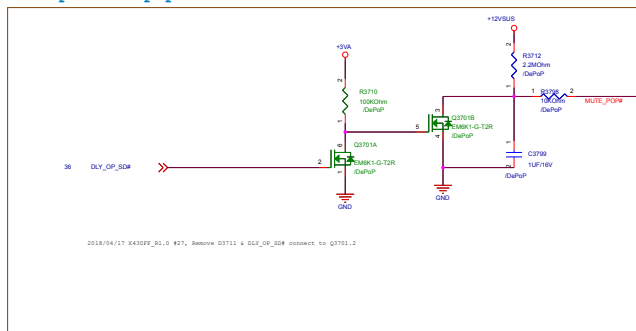 +12VSUS
+3VA
2
R3712
2.2MOhm
/DePoP
1
2
R3710
100KOhm
/DePoP
1
1
R3798
2
10KOhm
/DePoP
MUTE_POP#
3
Q3701B
5
EM6K1-G-T2R
/DePoP
4
6
Q3701A
EM6K1-G-T2R
/DePoP
2
1
1
C3799
1UF/16V
2
/DePoP
36
DLY_OP_SD#
GND
GND
2018/04/17 X430FF_R1.0 #27, Remove D3711 & DLY_OP_SD# connect to Q3701.2